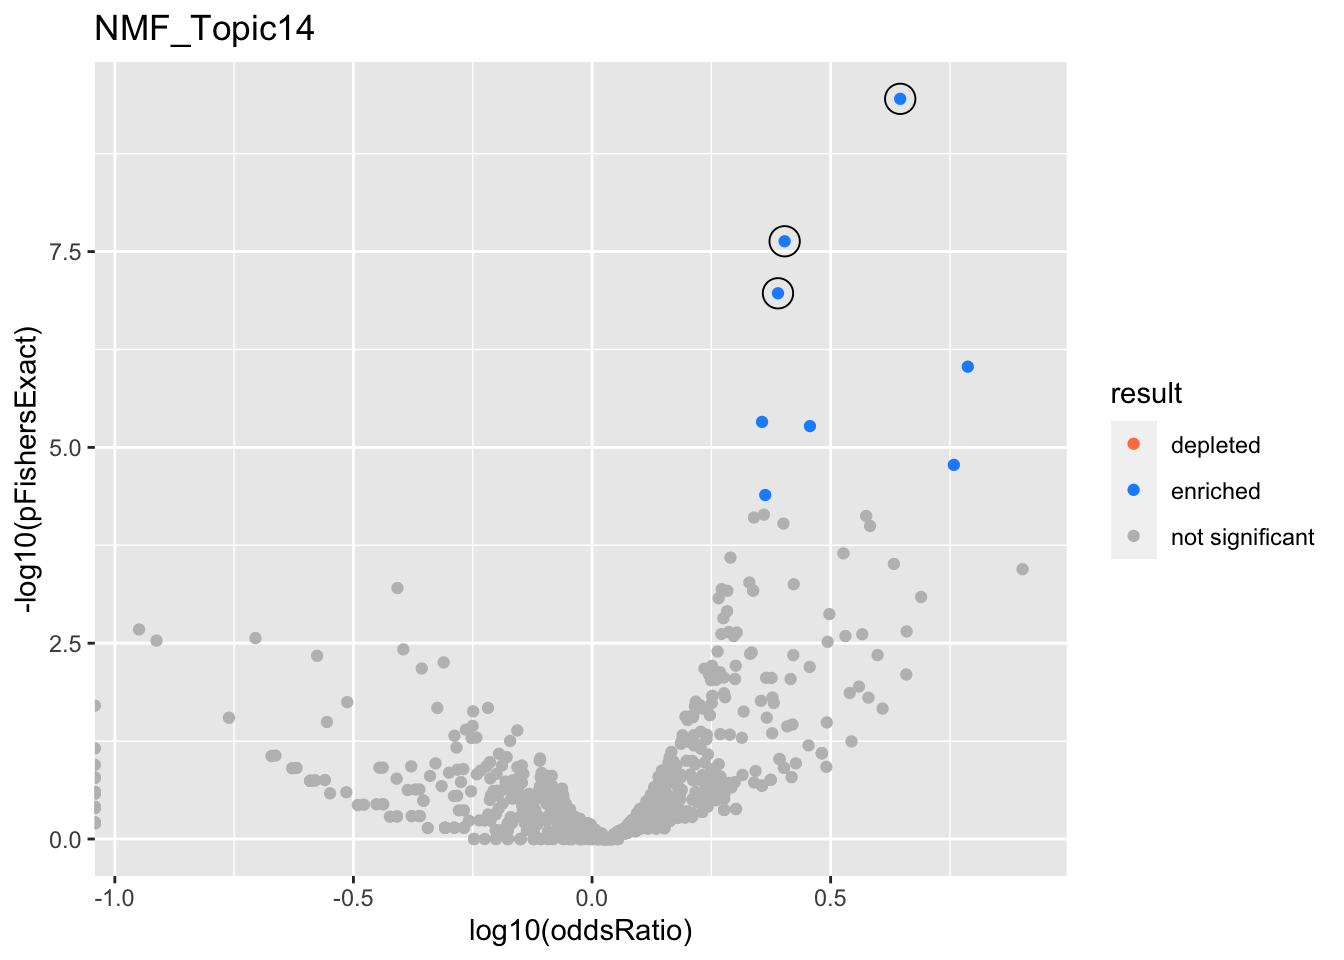 NMF_Topic14
-log10(pFishersExact)
7.5
5.0
2.5
0.0
-1.0
-0.5
0.0
0.5
log10(oddsRatio)
result
depleted
enriched
not significant